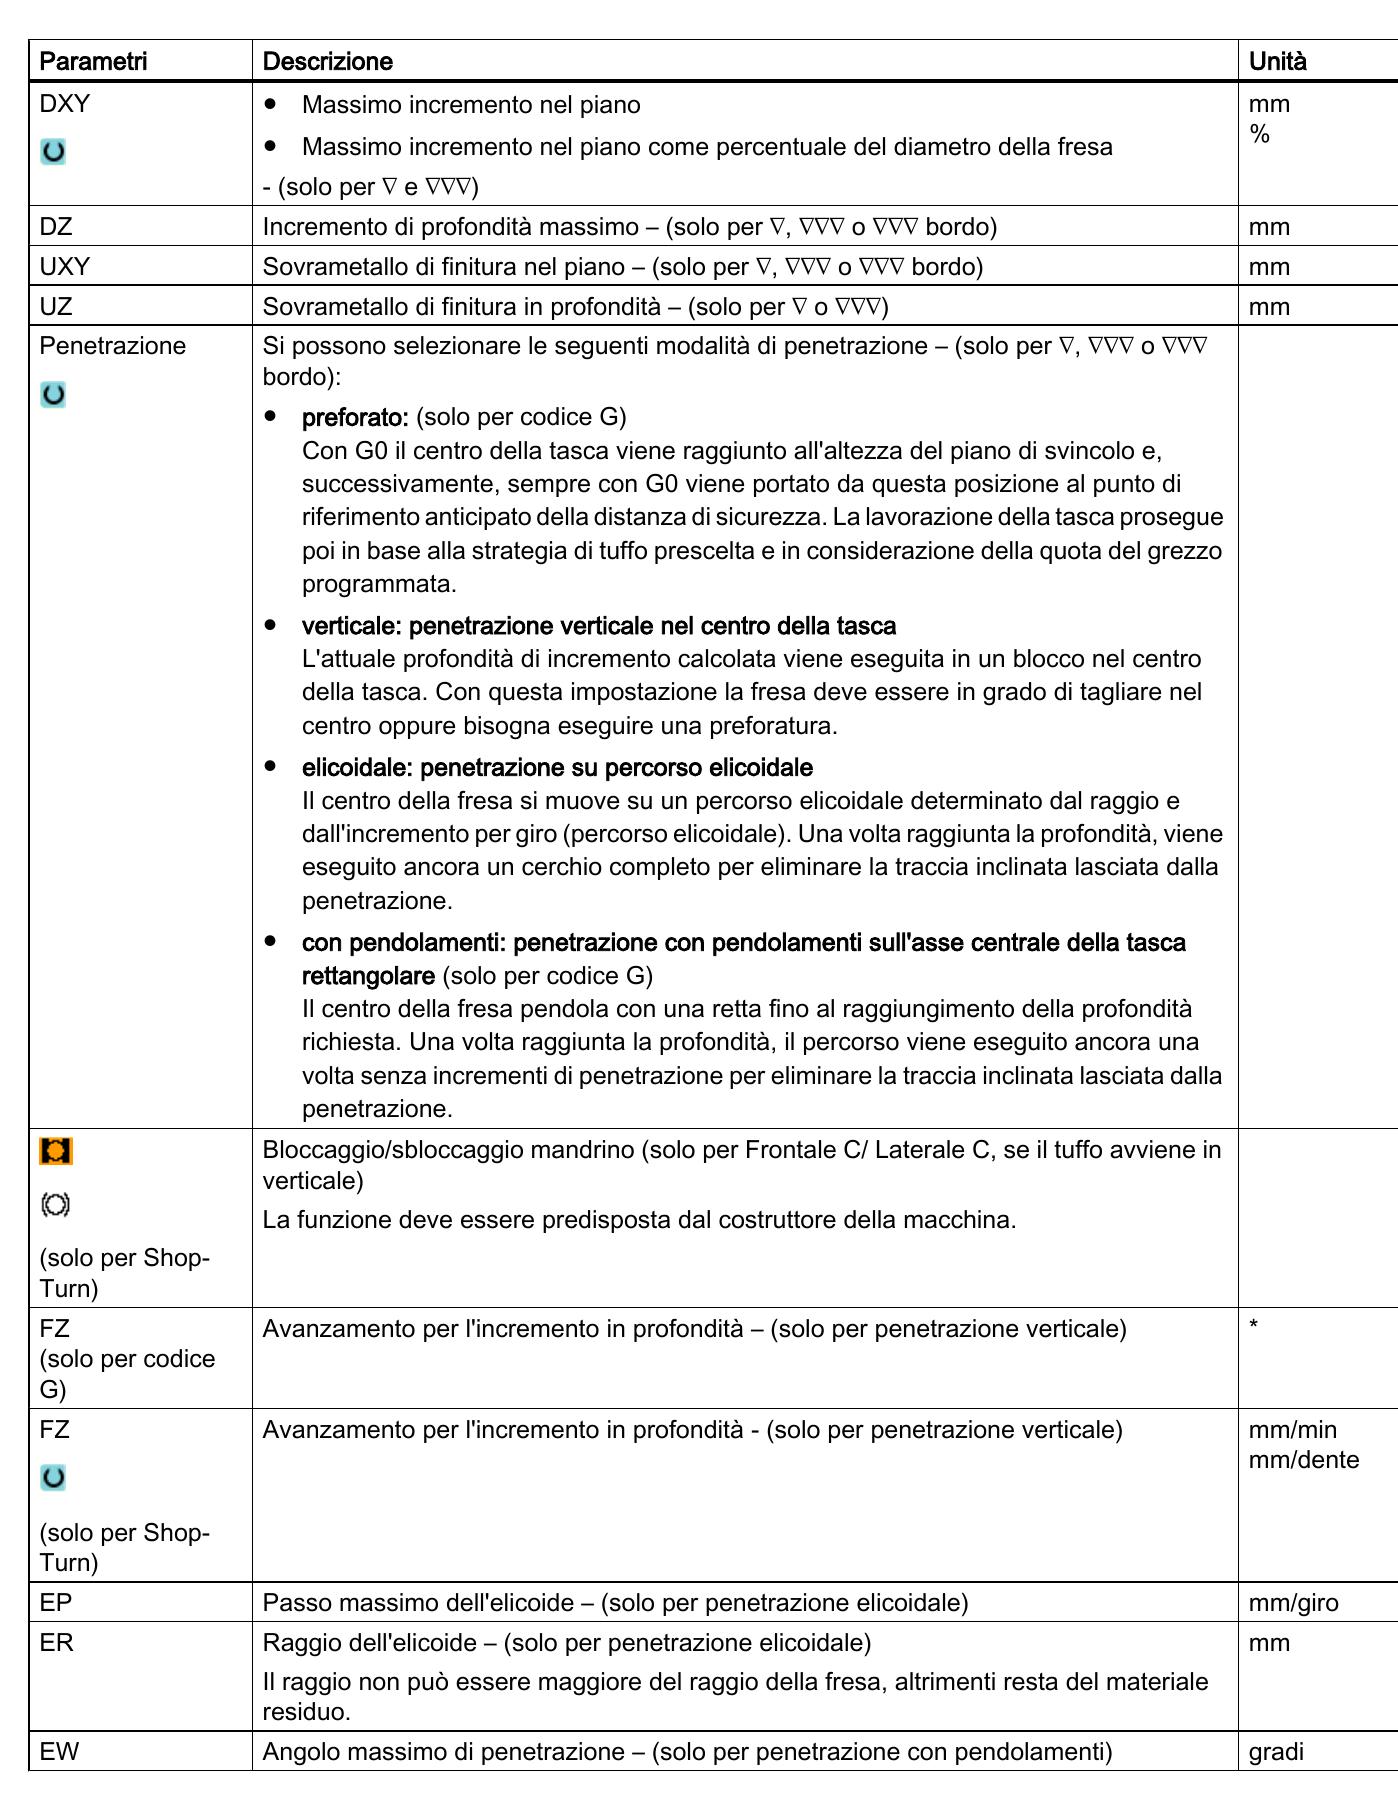 Parametri Descrizione Unità
DXY
● Massimo incremento nel piano
● Massimo incremento nel piano come percentuale del diametro della fresa
- (solo per ∇ e ∇∇∇)
mm
%
DZ Incremento di profondità massimo – (solo per ∇, ∇∇∇ o ∇∇∇ bordo) mm
UXY Sovrametallo di finitura nel piano – (solo per ∇, ∇∇∇ o ∇∇∇ bordo) mm
UZ Sovrametallo di finitura in profondità – (solo per ∇ o ∇∇∇) mm
Penetrazione
Si possono selezionare le seguenti modalità di penetrazione – (solo per ∇, ∇∇∇ o ∇∇∇
bordo):
● preforato: (solo per codice G)
Con G0 il centro della tasca viene raggiunto all'altezza del piano di svincolo e,
successivamente, sempre con G0 viene portato da questa posizione al punto di
riferimento anticipato della distanza di sicurezza. La lavorazione della tasca prosegue
poi in base alla strategia di tuffo prescelta e in considerazione della quota del grezzo
programmata.
● verticale: penetrazione verticale nel centro della tasca
L'attuale profondità di incremento calcolata viene eseguita in un blocco nel centro
della tasca. Con questa impostazione la fresa deve essere in grado di tagliare nel
centro oppure bisogna eseguire una preforatura.
● elicoidale: penetrazione su percorso elicoidale
Il centro della fresa si muove su un percorso elicoidale determinato dal raggio e
dall'incremento per giro (percorso elicoidale). Una volta raggiunta la profondità, viene
eseguito ancora un cerchio completo per eliminare la traccia inclinata lasciata dalla
penetrazione.
● con pendolamenti: penetrazione con pendolamenti sull'asse centrale della tasca
rettangolare (solo per codice G)
Il centro della fresa pendola con una retta fino al raggiungimento della profondità
richiesta. Una volta raggiunta la profondità, il percorso viene eseguito ancora una
volta senza incrementi di penetrazione per eliminare la traccia inclinata lasciata dalla
penetrazione.
(solo per Shop-
Turn)
Bloccaggio/sbloccaggio mandrino (solo per Frontale C/ Laterale C, se il tuffo avviene in
verticale)
La funzione deve essere predisposta dal costruttore della macchina.
FZ
(solo per codice
G)
Avanzamento per l'incremento in profondità – (solo per penetrazione verticale) *
FZ
(solo per Shop-
Turn)
Avanzamento per l'incremento in profondità - (solo per penetrazione verticale)
mm/min
mm/dente
EP Passo massimo dell'elicoide – (solo per penetrazione elicoidale) mm/giro
ER Raggio dell'elicoide – (solo per penetrazione elicoidale) mm
Il raggio non può essere maggiore del raggio della fresa, altrimenti resta del materiale
residuo.
EW Angolo massimo di penetrazione – (solo per penetrazione con pendolamenti) gradi